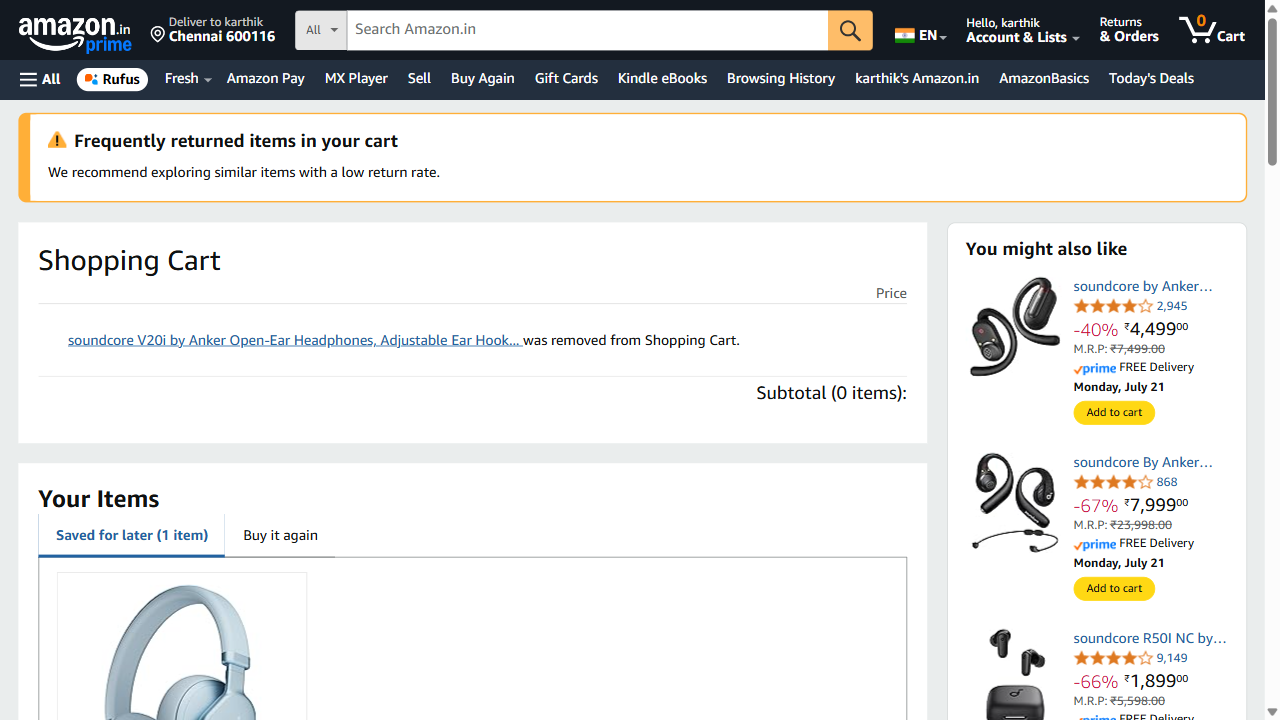 amazon.in
prime
Deliver to karthik
Chennai 600116
All
Search Amazon.in
EN
Hello, karthik
Account & Lists
Returns
& Orders
0
Cart
All
Rufus
Fresh
Amazon Pay
MX Player
Sell
Buy Again
Gift Cards
Kindle eBooks
Browsing History
karthik's Amazon.in
AmazonBasics
Today's Deals
Frequently returned items in your cart
We recommend exploring similar items with a low return rate.
Shopping Cart
Price
soundcore V20i by Anker Open-Ear Headphones, Adjustable Ear Hook... was removed from Shopping Cart.
Subtotal (0 items):
Your Items
Saved for later (1 item)
Buy it again
You might also like
soundcore by Anker…
2,945
-40% ₹4,49900
M.R.P: ₹7,499.00
prime FREE Delivery
Monday, July 21
Add to cart
soundcore By Anker…
868
-67% ₹7,99900
M.R.P: ₹23,998.00
prime FREE Delivery
Monday, July 21
Add to cart
soundcore R50I NC by…
9,149
-66% ₹1,89900
M.R.P: ₹5,598.00
prime FREE Delivery